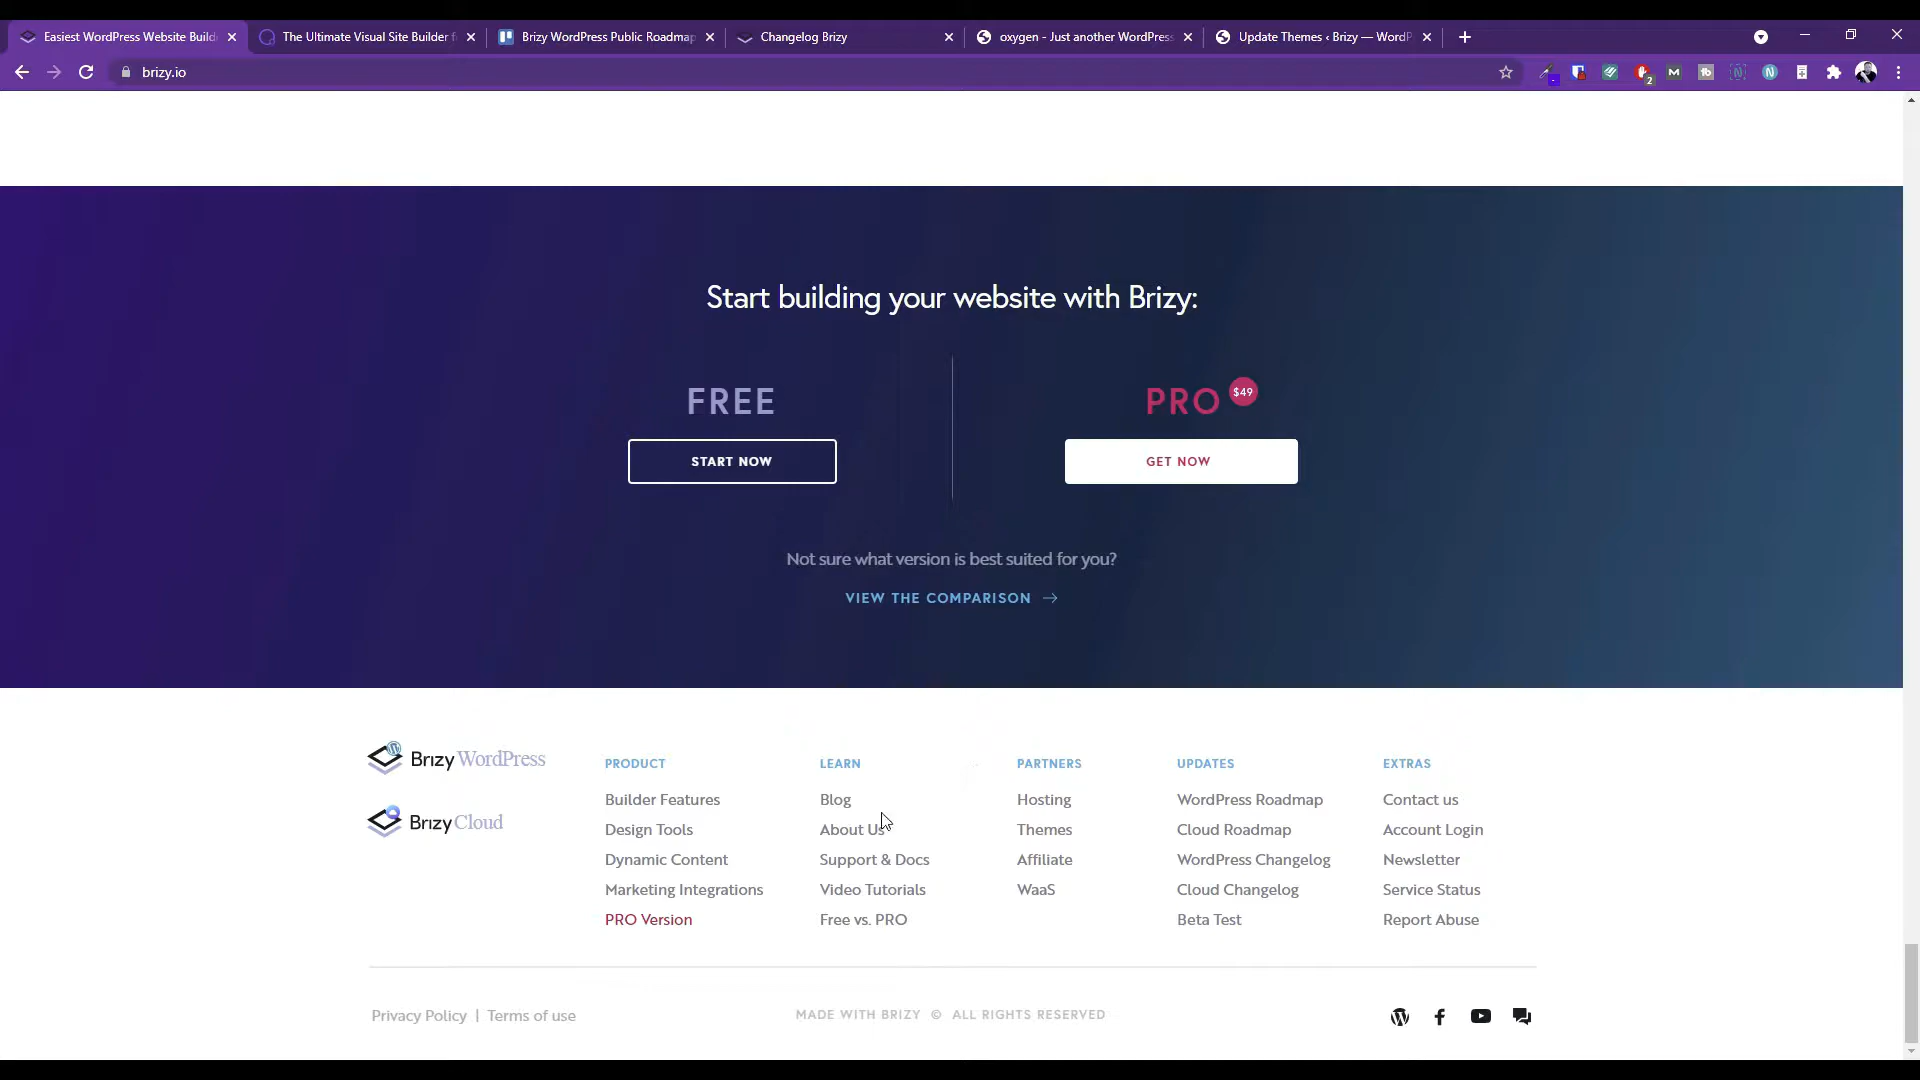 Easiest WordPress Website Build
The Ultimate Visual Site Builder f
Brizy WordPress Public Roadmap
Changelog Brizy
oxygen - Just another WordPress
Update Themes ‹ Brizy — WordP
brizy.io
2
Start building your website with Brizy:
FREE
PRO $49
START NOW
GET NOW
Not sure what version is best suited for you?
VIEW THE COMPARISON →
Brizy WordPress
Brizy Cloud
PRODUCT
Builder Features
Design Tools
Dynamic Content
Marketing Integrations
PRO Version
LEARN
Blog
About Us
Support & Docs
Video Tutorials
Free vs. PRO
PARTNERS
Hosting
Themes
Affiliate
WaaS
UPDATES
WordPress Roadmap
Cloud Roadmap
WordPress Changelog
Cloud Changelog
Beta Test
EXTRAS
Contact us
Account Login
Newsletter
Service Status
Report Abuse
Privacy Policy | Terms of use
MADE WITH BRIZY © ALL RIGHTS RESERVED